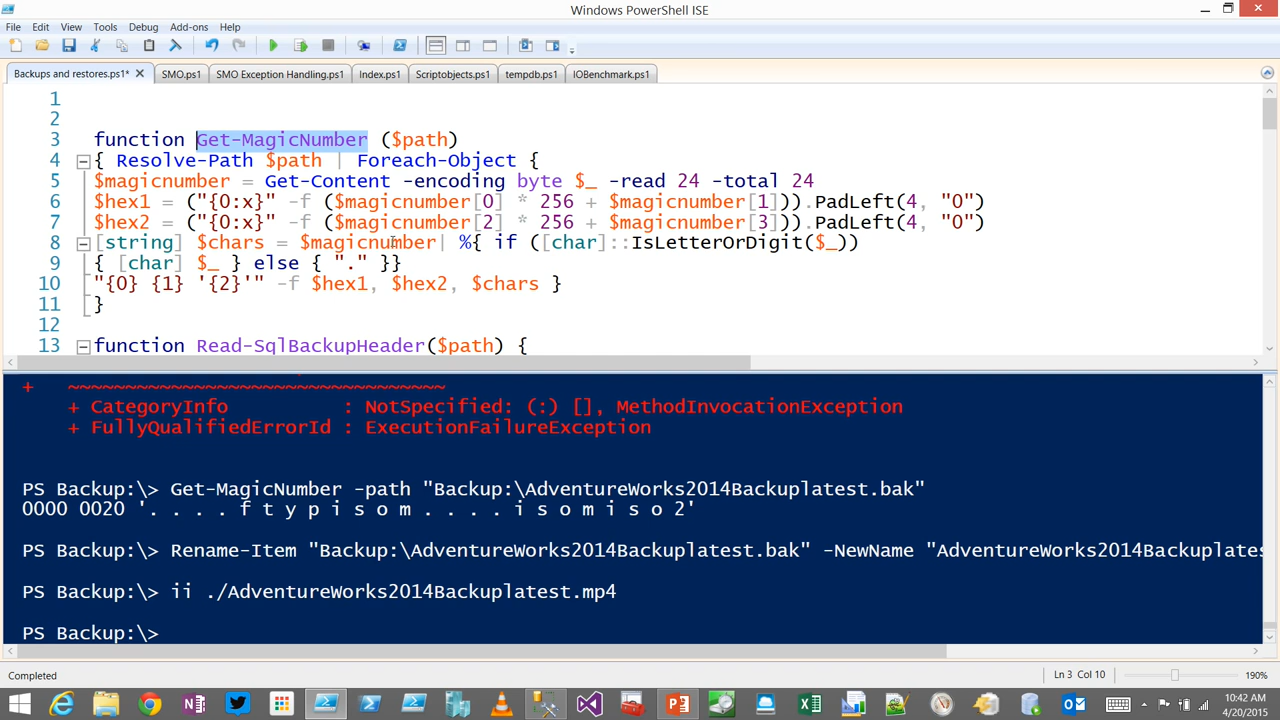 Windows PowerShell ISE
File Edit View Tools Debug Add-ons Help
Backups and restores.ps1* SMO.ps1 SMO Exception Handling.ps1 Index.ps1 Scriptobjects.ps1 tempdb.ps1 IOBenchmark.ps1
1
2
3 function Get-MagicNumber ($path)
4 { Resolve-Path $path | Foreach-Object {
5 $magicnumber = Get-Content -encoding byte $_ -read 24 -total 24
6 $hex1 = ("{0:x}" -f ($magicnumber[0] * 256 + $magicnumber[1])).PadLeft(4, "0")
7 $hex2 = ("{0:x}" -f ($magicnumber[2] * 256 + $magicnumber[3])).PadLeft(4, "0")
8 [string] $chars = $magicnumber| %{ if ([char]::IsLetterOrDigit($_))
9 { [char] $_ } else { "." }}
10 "{0} {1} '{2}'" -f $hex1, $hex2, $chars }
11 }
12
13 function Read-SqlBackupHeader($path) {
+ ~~~~~~~~~~~~~~~~~~~~~~~~~~~~~~~~~
+ CategoryInfo : NotSpecified: (:) [], MethodInvocationException
+ FullyQualifiedErrorId : ExecutionFailureException
PS Backup:\> Get-MagicNumber -path "Backup:\AdventureWorks2014Backuplatest.bak"
0000 0020 '. . . . f t y p i s o m . . . . i s o m i s o 2'
PS Backup:\> Rename-Item "Backup:\AdventureWorks2014Backuplatest.bak" -NewName "AdventureWorks2014Backuplates
PS Backup:\> ii ./AdventureWorks2014Backuplatest.mp4
PS Backup:\>
Completed Ln 3 Col 10 190%
10:42 AM
4/20/2015